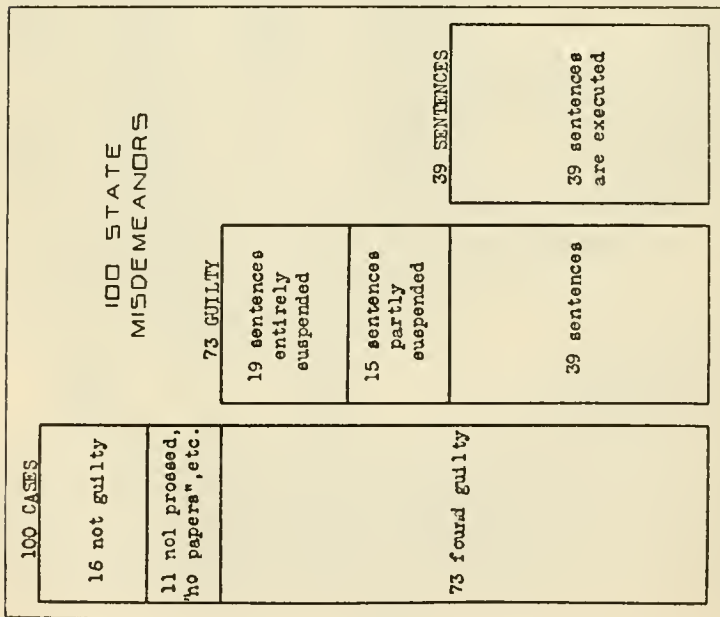 100 STATE
MISDEMEANORS
100 CASES
16 not guilty
11 nol prossed,
"no papers", etc.
73 found guilty
73 GUILTY
19 sentences
entirely
suspended
15 sentences
partly
suspended
39 sentences
39 SENTENCES
39 sentences
are executed